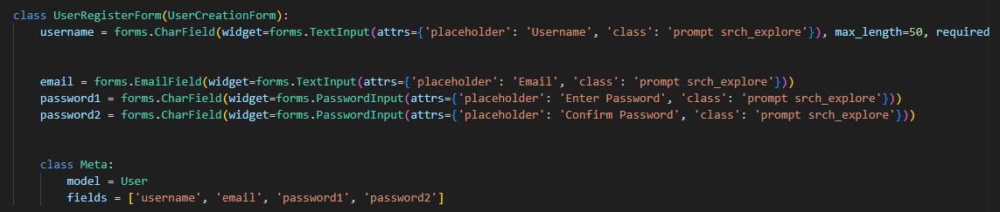 class UserRegisterForm(UserCreationForm):
username = forms.CharField(widget=forms.TextInput(attrs={'placeholder': 'Username', 'class': 'prompt srch_explore'}), max_length=50, required
email = forms.EmailField(widget=forms.TextInput(attrs={'placeholder': 'Email', 'class': 'prompt srch_explore'}))
password1 = forms.CharField(widget=forms.PasswordInput(attrs={'placeholder': 'Enter Password', 'class': 'prompt srch_explore'}))
password2 = forms.CharField(widget=forms.PasswordInput(attrs={'placeholder': 'Confirm Password', 'class': 'prompt srch_explore'}))
class Meta:
model = User
fields = ['username', 'email', 'password1', 'password2']